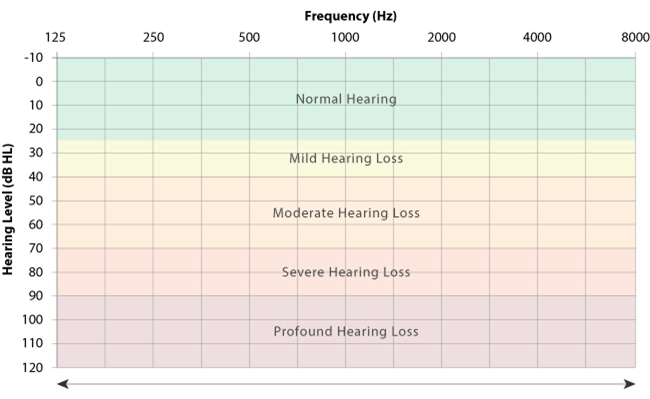 Frequency (Hz)
125 250 500 1000 2000 4000 8000
Hearing Level (dB HL)
-10
0
10
Normal Hearing
20
30
Mild Hearing Loss
40
50
Moderate Hearing Loss
60
70
80
Severe Hearing Loss
90
100
Profound Hearing Loss
110
120